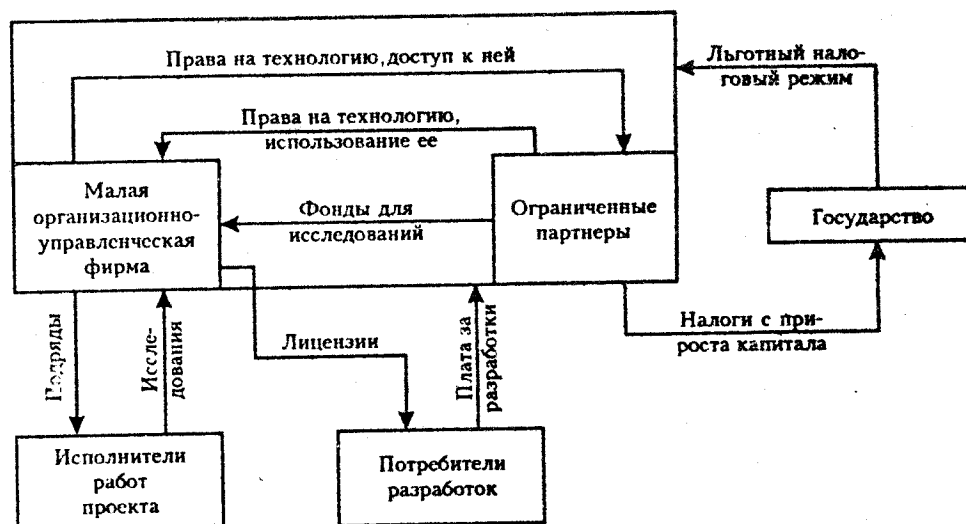 Права на технологию, доступ к ней
Льготный нало-
говый режим
Права на технологию,
использование ее
Малая
организационно-
управленческая
фирма
Фонды для
исследований
Ограниченные
партнеры
Государство
Подряды
Иссле-
дования
Лицензии
Плата за
разработки
Налоги с при-
роста капитала
Исполнители
работ
проекта
Потребители
разработок